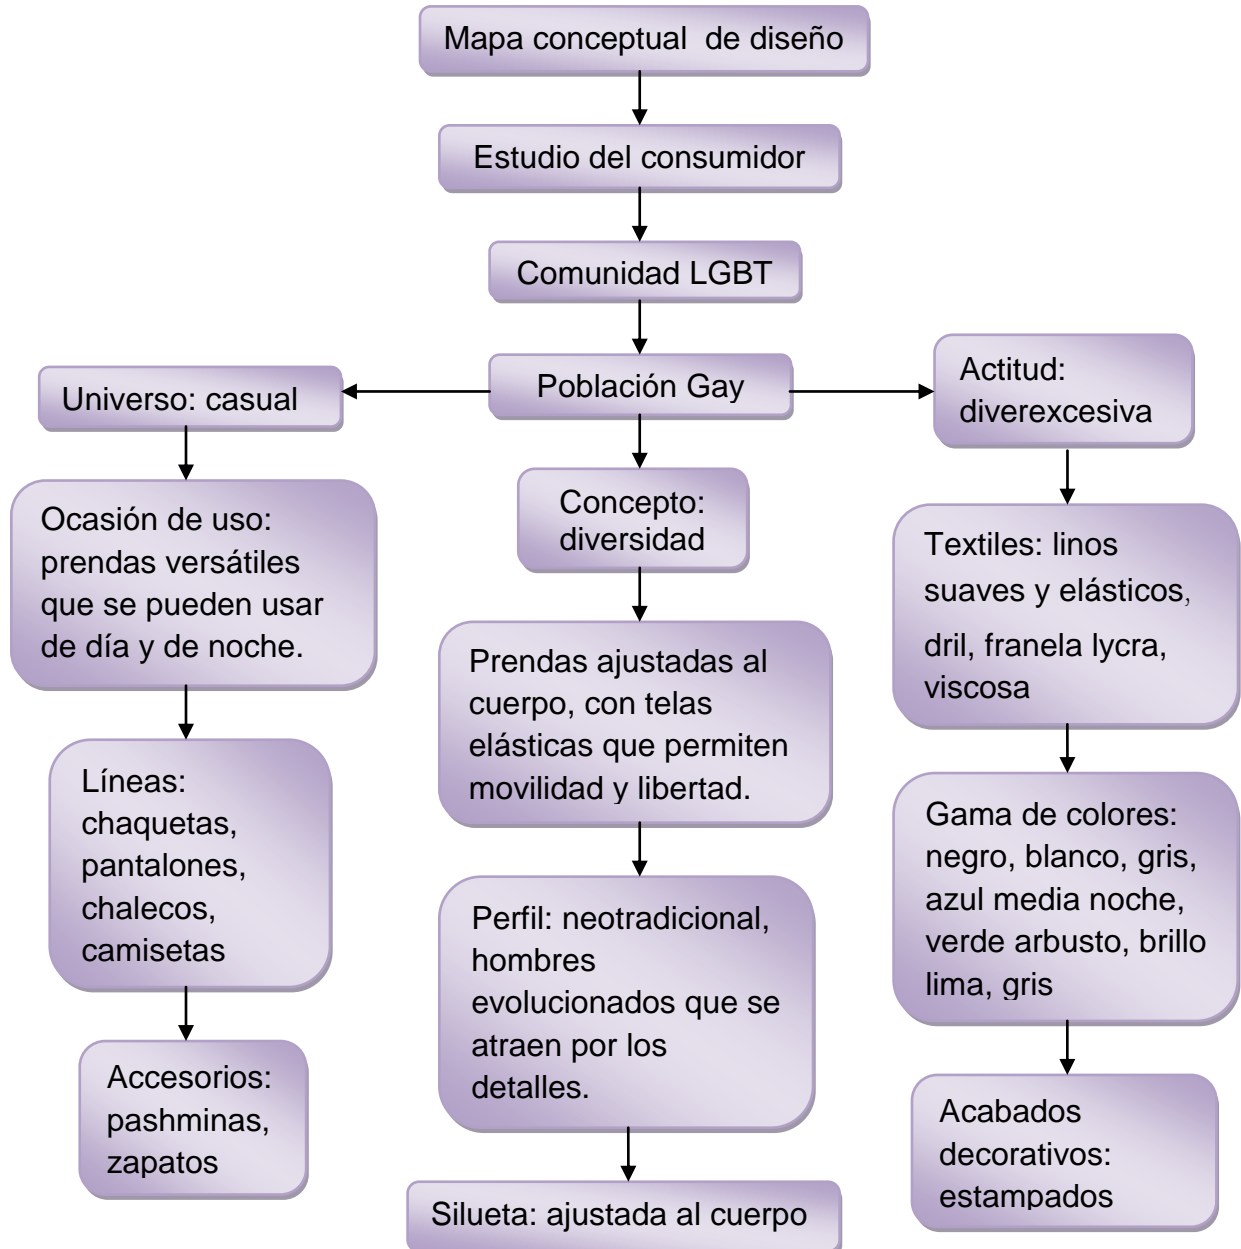 Mapa conceptual de diseño
Estudio del consumidor
Comunidad LGBT
Población Gay
Universo: casual
Ocasión de uso:
prendas versátiles
que se pueden usar
de día y de noche.
Líneas:
chaquetas,
pantalones,
chalecos,
camisetas
Accesorios:
pashminas,
zapatos
Concepto:
diversidad
Prendas ajustadas al
cuerpo, con telas
elásticas que permiten
movilidad y libertad.
Perfil: neotradicional,
hombres
evolucionados que se
atraen por los
detalles.
Silueta: ajustada al cuerpo
Actitud:
diverexcesiva
Textiles: linos
suaves y elásticos,
dril, franela lycra,
viscosa
Gama de colores:
negro, blanco, gris,
azul media noche,
verde arbusto, brillo
lima, gris
Acabados
decorativos:
estampados